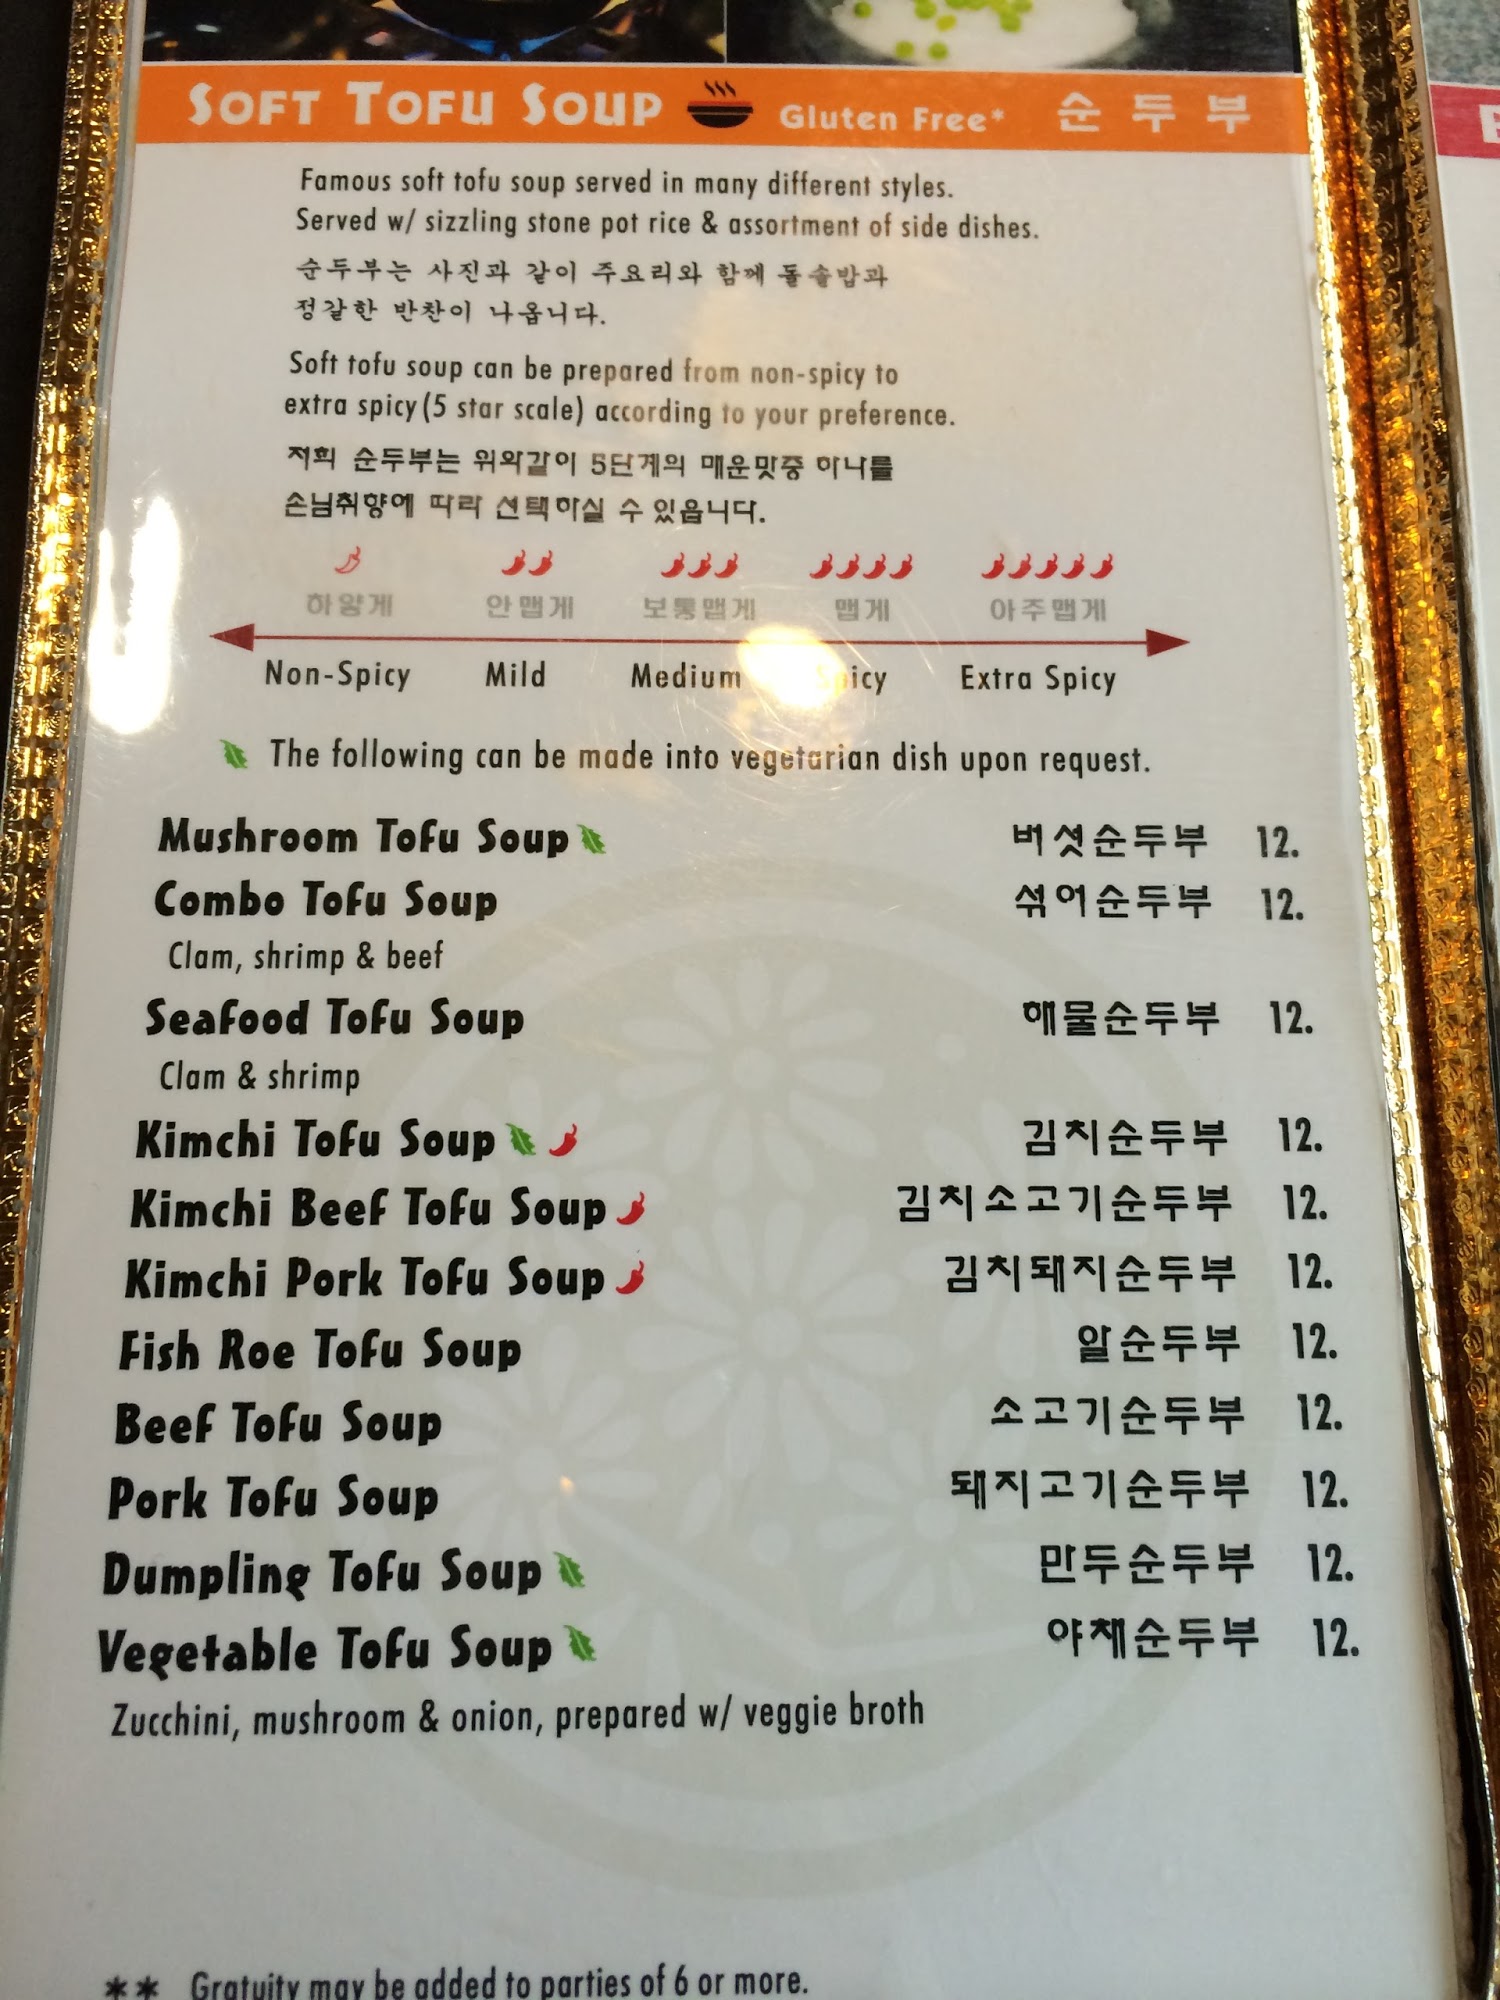 Soft Tofu Soup Gluten Free* 순두부
Famous soft tofu soup served in many different styles.
Served w/ sizzling stone pot rice & assortment of side dishes.
순두부는 사진과 같이 주요리와 함께 돌솥밥과
정갈한 반찬이 나옵니다.
Soft tofu soup can be prepared from non-spicy to
extra spicy (5 star scale) according to your preference.
저희 순두부는 위와같이 5단계의 매운맛중 하나를
손님취향에 따라 선택하실 수 있읍니다.
하얗게 안맵게 보통맵게 맵게 아주맵게
Non-Spicy Mild Medium Spicy Extra Spicy
The following can be made into vegetarian dish upon request.
Mushroom Tofu Soup 버섯순두부 12.
Combo Tofu Soup 섞어순두부 12.
Clam, shrimp & beef
Seafood Tofu Soup 해물순두부 12.
Clam & shrimp
Kimchi Tofu Soup 김치순두부 12.
Kimchi Beef Tofu Soup 김치소고기순두부 12.
Kimchi Pork Tofu Soup 김치돼지순두부 12.
Fish Roe Tofu Soup 알순두부 12.
Beef Tofu Soup 소고기순두부 12.
Pork Tofu Soup 돼지고기순두부 12.
Dumpling Tofu Soup 만두순두부 12.
Vegetable Tofu Soup 야채순두부 12.
Zucchini, mushroom & onion, prepared w/ veggie broth
** Gratuity may be added to parties of 6 or more.